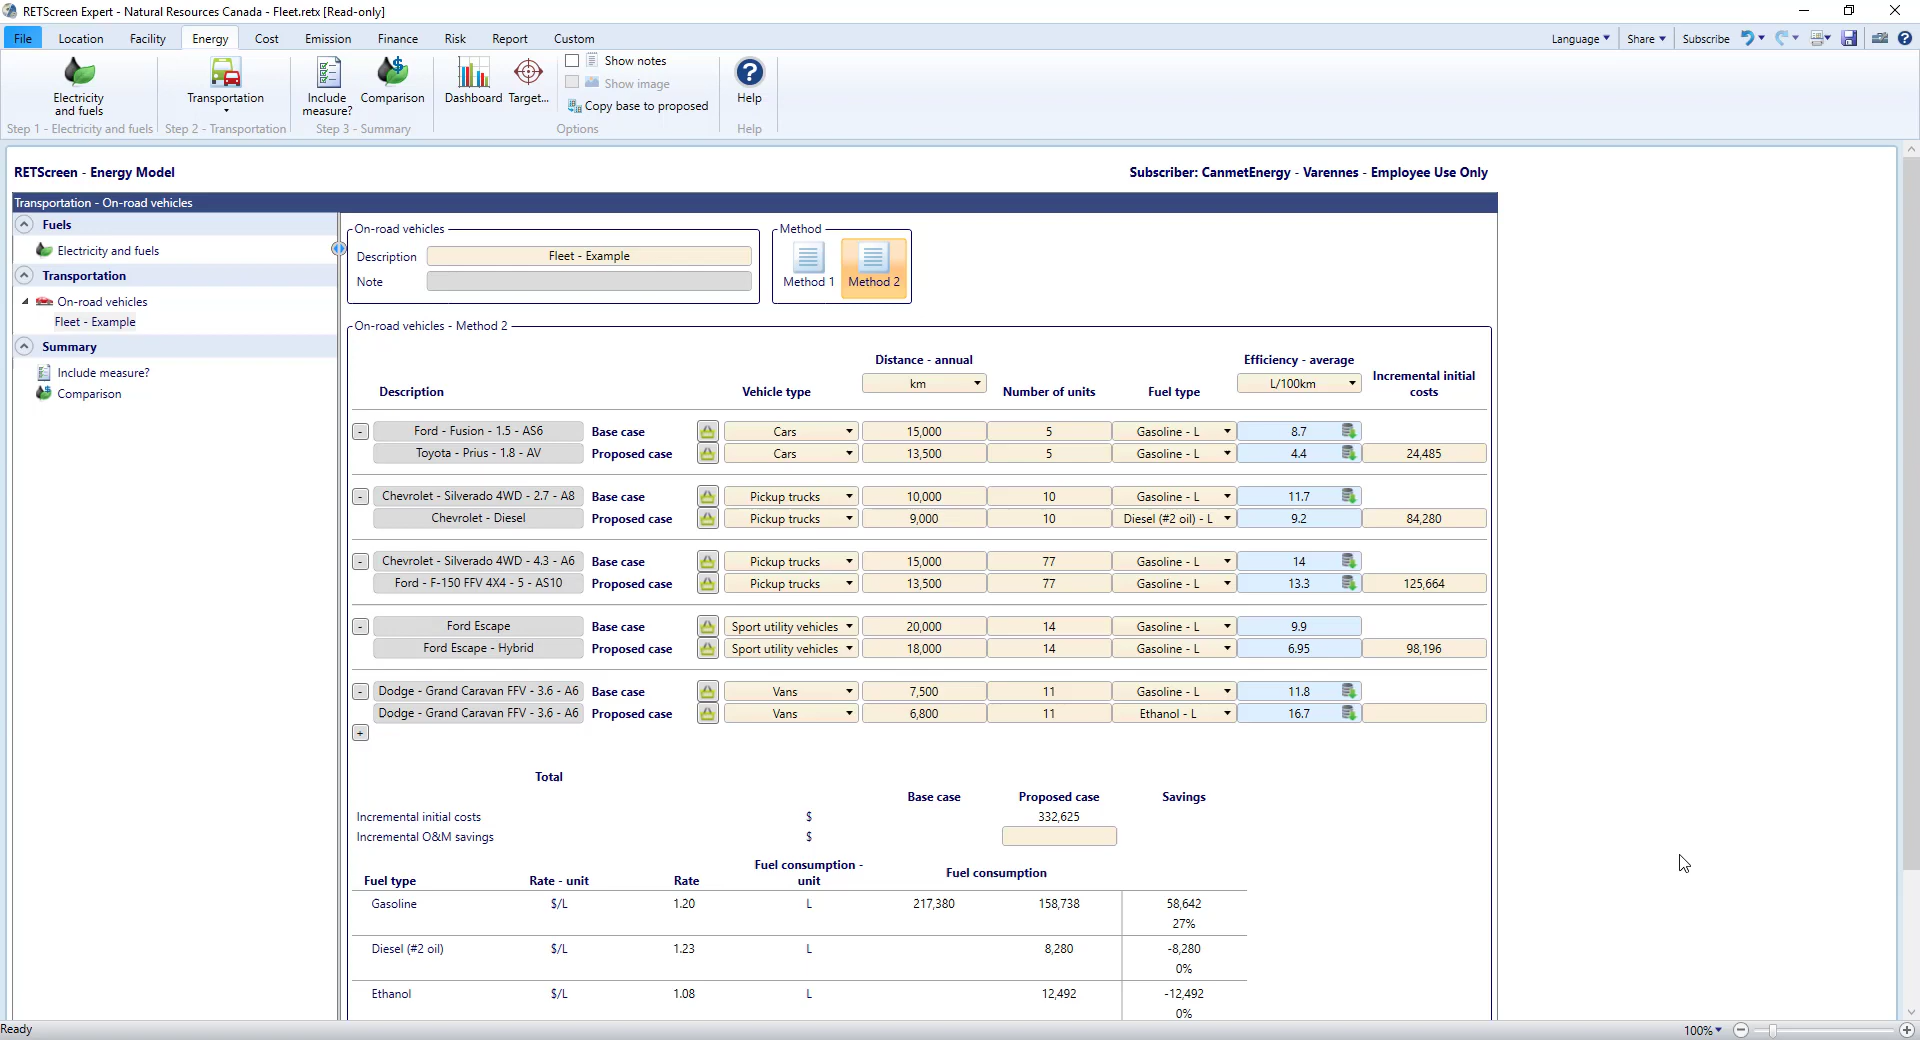 RETScreen Expert - Natural Resources Canada - Fleet.retx [Read-only]
File Location Facility Energy Cost Emission Finance Risk Report Custom Language Share Subscribe
Electricity and fuels
Step 1 - Electricity and fuels
Transportation
Step 2 - Transportation
Include measure?
Comparison
Step 3 - Summary
Dashboard
Target...
Show notes
Show image
Copy base to proposed
Options
Help
Help
RETScreen - Energy Model
Subscriber: CanmetEnergy - Varennes - Employee Use Only
Transportation - On-road vehicles
Fuels
Electricity and fuels
Transportation
On-road vehicles
Fleet - Example
Summary
Include measure?
Comparison
On-road vehicles
Description Fleet - Example
Note
Method
Method 1 Method 2
On-road vehicles - Method 2
Distance - annual Efficiency - average
km L/100km Incremental initial costs
Description Vehicle type Number of units Fuel type
- Ford - Fusion - 1.5 - AS6 Base case Cars 15,000 5 Gasoline - L 8.7
Toyota - Prius - 1.8 - AV Proposed case Cars 13,500 5 Gasoline - L 4.4 24,485
- Chevrolet - Silverado 4WD - 2.7 - A8 Base case Pickup trucks 10,000 10 Gasoline - L 11.7
Chevrolet - Diesel Proposed case Pickup trucks 9,000 10 Diesel (#2 oil) - L 9.2 84,280
- Chevrolet - Silverado 4WD - 4.3 - A6 Base case Pickup trucks 15,000 77 Gasoline - L 14
Ford - F-150 FFV 4X4 - 5 - AS10 Proposed case Pickup trucks 13,500 77 Gasoline - L 13.3 125,664
- Ford Escape Base case Sport utility vehicles 20,000 14 Gasoline - L 9.9
Ford Escape - Hybrid Proposed case Sport utility vehicles 18,000 14 Gasoline - L 6.95 98,196
- Dodge - Grand Caravan FFV - 3.6 - A6 Base case Vans 7,500 11 Gasoline - L 11.8
Dodge - Grand Caravan FFV - 3.6 - A6 Proposed case Vans 6,800 11 Ethanol - L 16.7
+
Total
Base case Proposed case Savings
Incremental initial costs $ 332,625
Incremental O&M savings $
Fuel type Rate - unit Rate Fuel consumption - unit Fuel consumption
Gasoline $/L 1.20 L 217,380 158,738 58,642
27%
Diesel (#2 oil) $/L 1.23 L 8,280 -8,280
0%
Ethanol $/L 1.08 L 12,492 -12,492
0%
Ready
100%